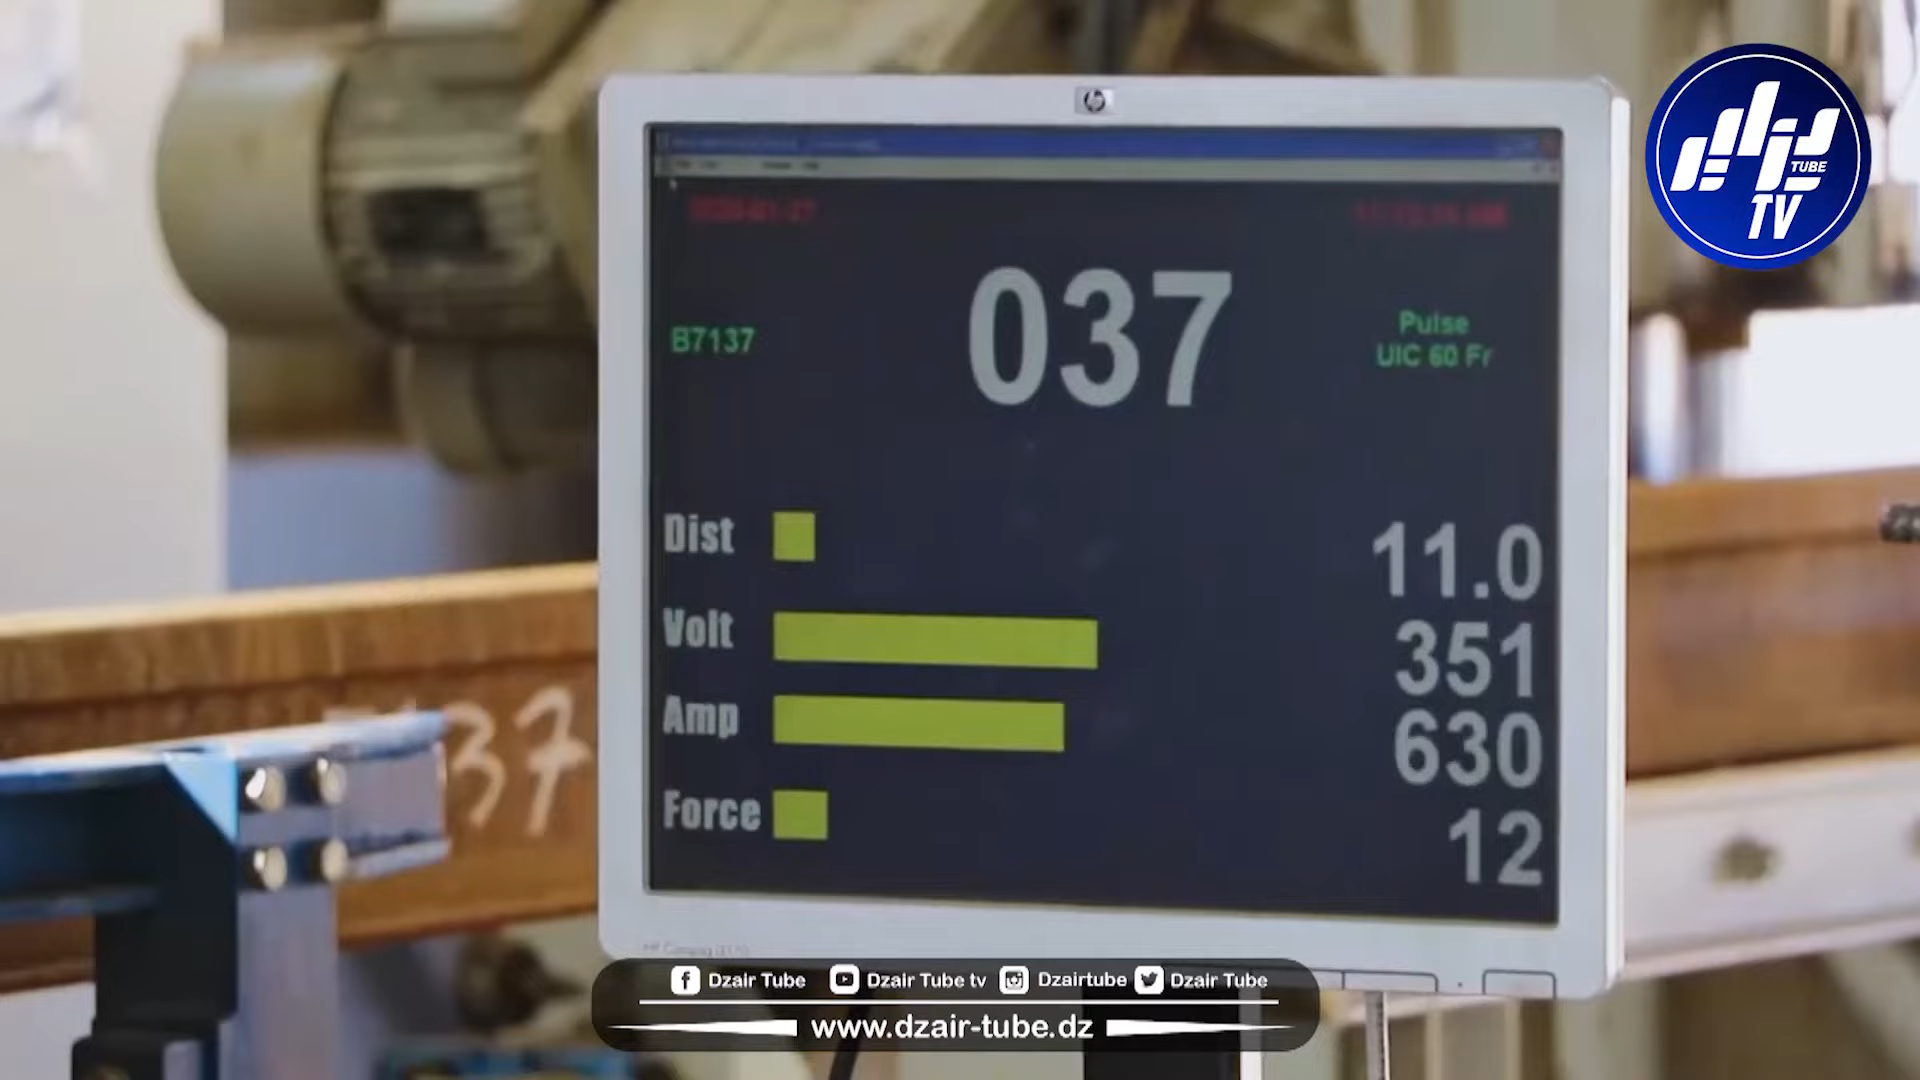 TUBE
TV
037
B7137
Pulse
UIC 60 Fr
Dist
11.0
Volt
351
Amp
630
Force
12
37
Dzair Tube Dzair Tube tv Dzairtube Dzair Tube
www.dzair-tube.dz